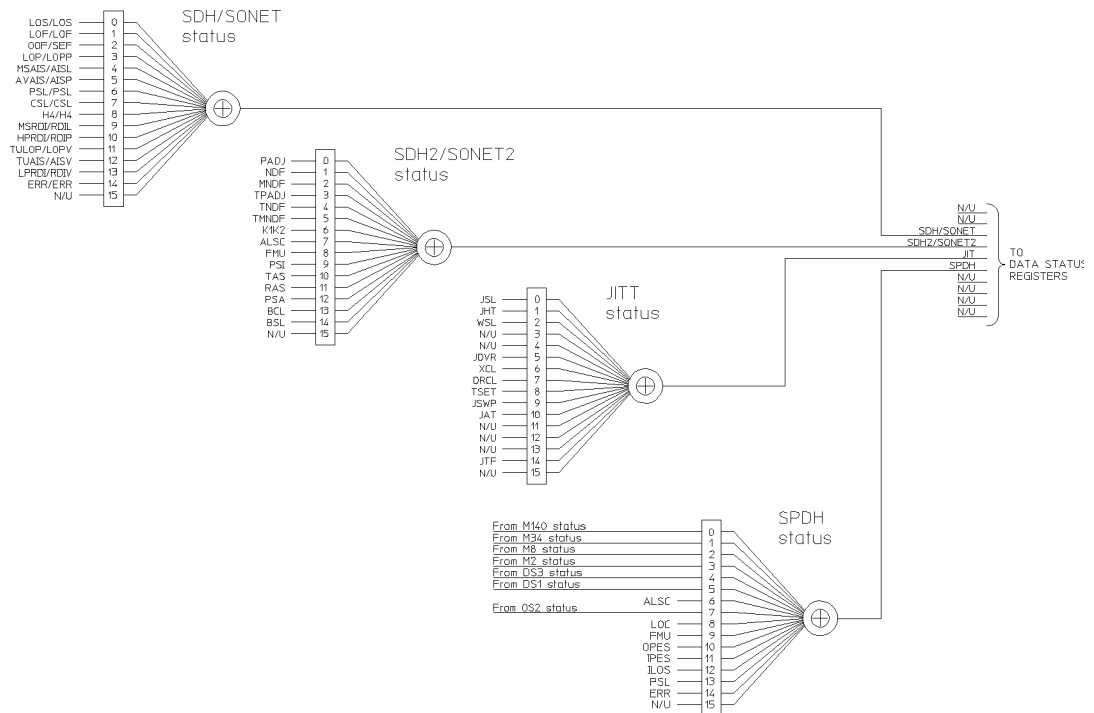 SDH/SONET
status
LOS/LOS 0
LOF/LOF 1
OOF/SEF 2
LOP/LOPP 3
MSAIS/AISL 4
AVAIS/AISP 5
PSL/PSL 6
CSL/CSL 7
H4/H4 8
MSRDI/RDIL 9
HPRDI/RDIP 10
TULOP/LOPV 11
TUAIS/AISV 12
LPRDI/RDIV 13
ERR/ERR 14
N/U 15
SDH2/SONET2
status
PADJ 0
NDF 1
MNDF 2
TPADJ 3
TNDF 4
TMNDF 5
K1K2 6
ALSC 7
FMU 8
PSI 9
TAS 10
RAS 11
PSA 12
BCL 13
BSL 14
N/U 15
N/U
N/U
SDH/SONET
SDH2/SONET2
JIT
SPDH
N/U
N/U
N/U
N/U
TO
DATA STATUS
REGISTERS
JITT
status
JSL 0
JHT 1
WSL 2
N/U 3
N/U 4
JDVR 5
XCL 6
DRCL 7
TSET 8
JSWP 9
JAT 10
N/U 11
N/U 12
N/U 13
JTF 14
N/U 15
SPDH
status
From M140 status 0
From M34 status 1
From M8 status 2
From M2 status 3
From DS3 status 4
From DS1 status 5
ALSC 6
From OS2 status 7
LOC 8
FMU 9
OPES 10
IPES 11
ILOS 12
PSL 13
ERR 14
N/U 15